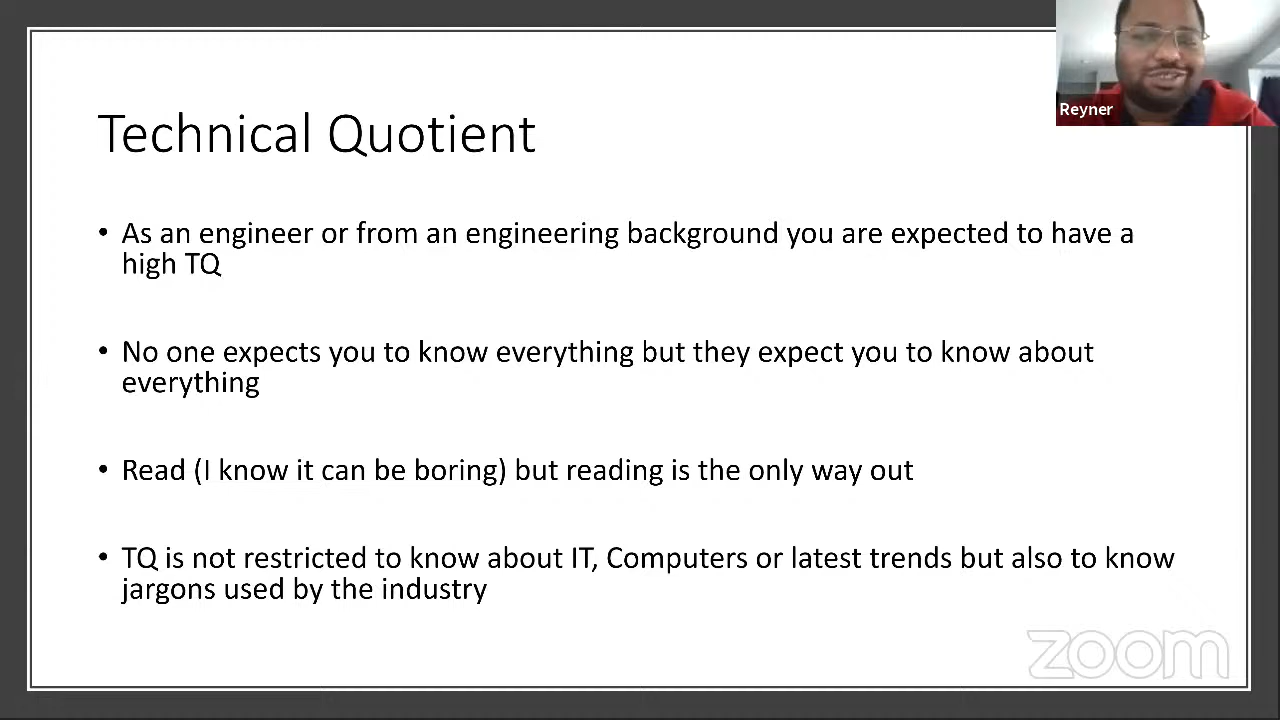 Reyner
Technical Quotient
• As an engineer or from an engineering background you are expected to have a
high TQ
• No one expects you to know everything but they expect you to know about
everything
• Read (I know it can be boring) but reading is the only way out
• TQ is not restricted to know about IT, Computers or latest trends but also to know
jargons used by the industry
zoom